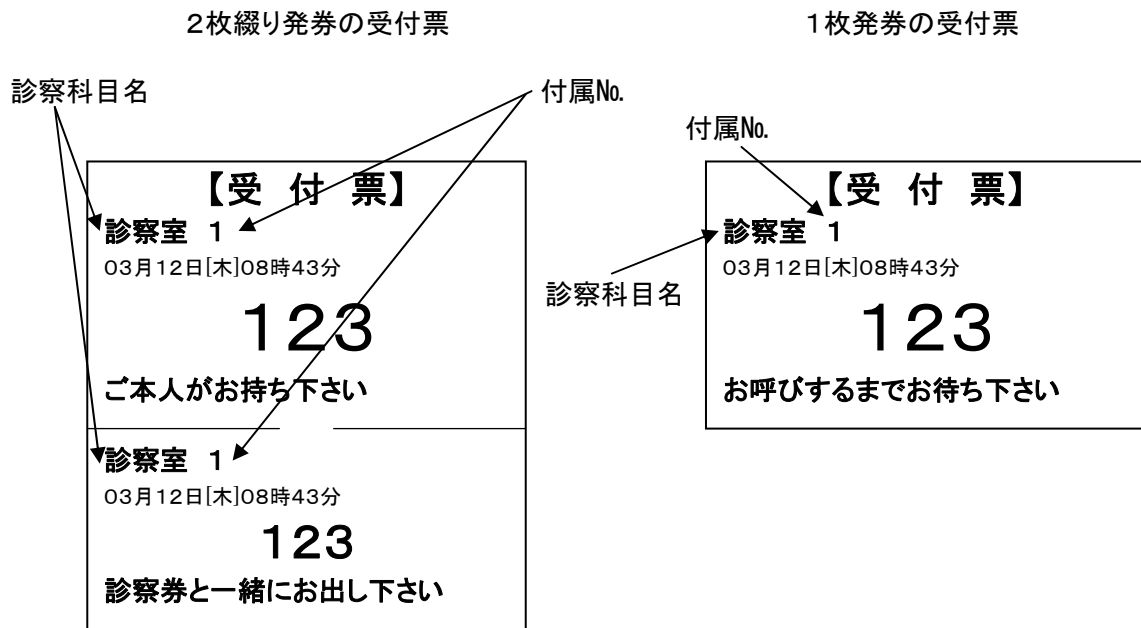 ２枚綴り発券の受付票
診察科目名
付属№.
【受 付 票】
診察室 1
03月12日[木]08時43分
123
ご本人がお持ち下さい
診察室 1
03月12日[木]08時43分
123
診察券と一緒にお出し下さい
１枚発券の受付票
付属№.
診察科目名
【受 付 票】
診察室 1
03月12日[木]08時43分
123
お呼びするまでお待ち下さい